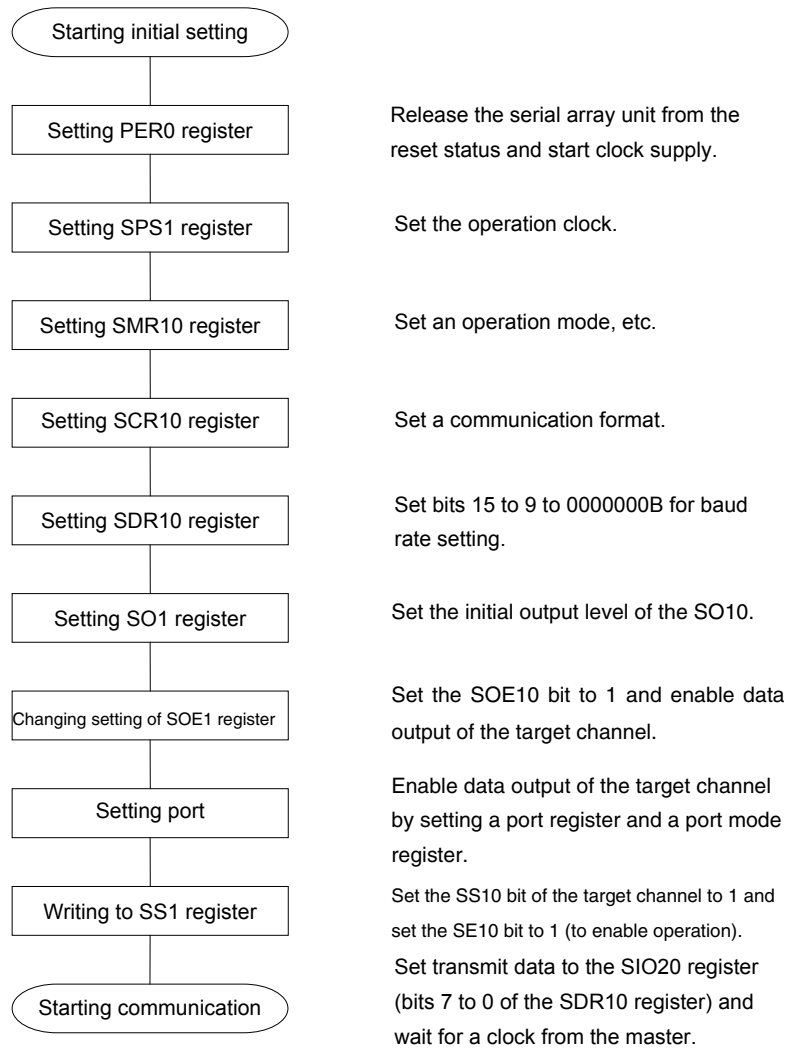 Starting initial setting
Setting PER0 register
Release the serial array unit from the
reset status and start clock supply.
Setting SPS1 register
Set the operation clock.
Setting SMR10 register
Set an operation mode, etc.
Setting SCR10 register
Set a communication format.
Setting SDR10 register
Set bits 15 to 9 to 0000000B for baud
rate setting.
Setting SO1 register
Set the initial output level of the SO10.
Changing setting of SOE1 register
Set the SOE10 bit to 1 and enable data
output of the target channel.
Setting port
Enable data output of the target channel
by setting a port register and a port mode
register.
Writing to SS1 register
Set the SS10 bit of the target channel to 1 and
set the SE10 bit to 1 (to enable operation).
Starting communication
Set transmit data to the SIO20 register
(bits 7 to 0 of the SDR10 register) and
wait for a clock from the master.